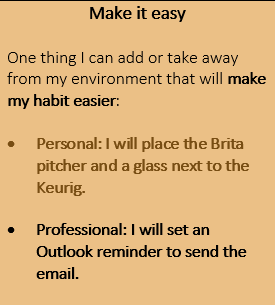 Make it easy
One thing I can add or take away
from my environment that will make
my habit easier:
• Personal: I will place the Brita
pitcher and a glass next to the
Keurig.
• Professional: I will set an
Outlook reminder to send the
email.